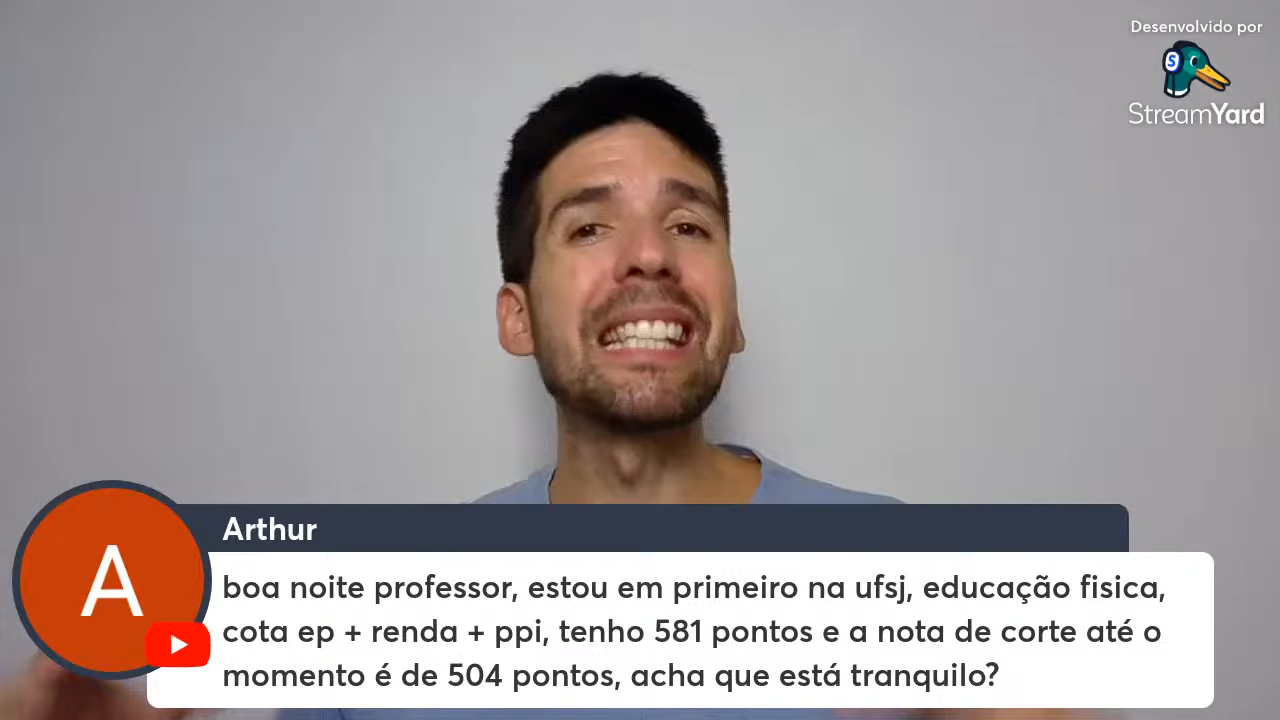 Desenvolvido por
S
StreamYard
Arthur
A
boa noite professor, estou em primeiro na ufsj, educação fisica,
cota ep + renda + ppi, tenho 581 pontos e a nota de corte até o
momento é de 504 pontos, acha que está tranquilo?